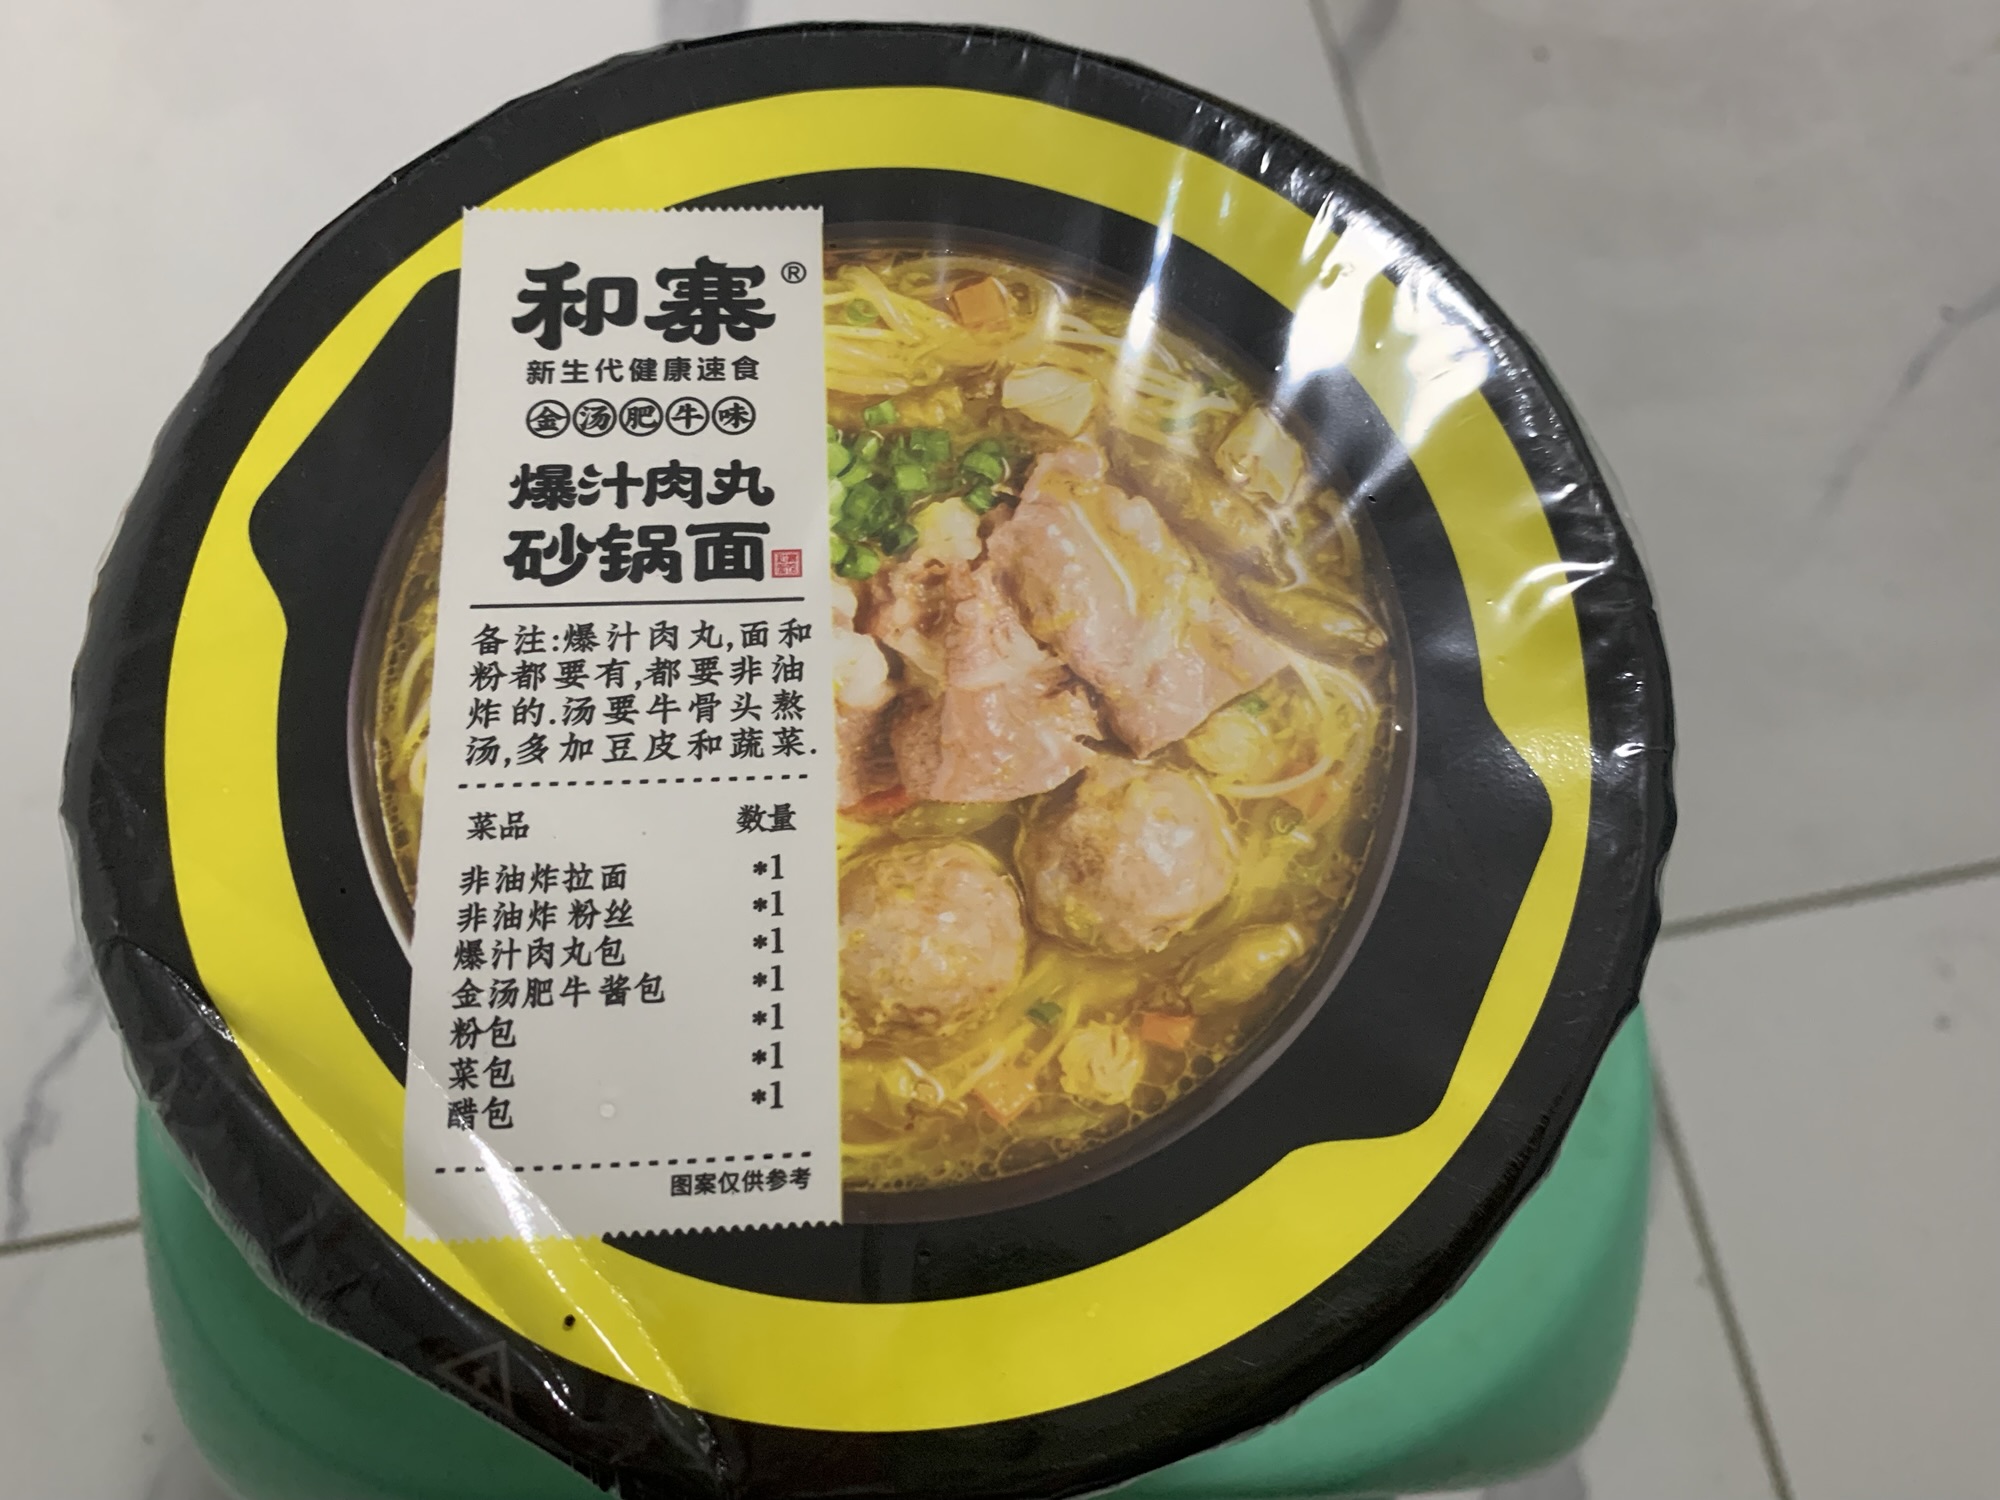 和寨®
新生代健康速食
金汤肥牛味
爆汁肉丸
砂锅面
备注:爆汁肉丸,面和
粉都要有,都要非油
炸的.汤要牛骨头熬
汤,多加豆皮和蔬菜.
菜品 数量
非油炸拉面 *1
非油炸粉丝 *1
爆汁肉丸包 *1
金汤肥牛酱包 *1
粉包 *1
菜包 *1
醋包 *1
图案仅供参考